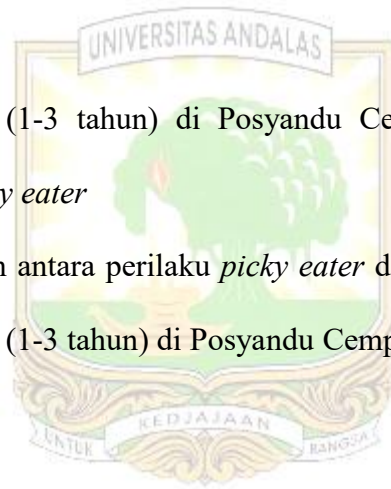 UNIVERSITAS ANDALAS
(1-3 tahun) di Posyandu Ce
y eater
n antara perilaku picky eater d
(1-3 tahun) di Posyandu Cemp
KEDJAJAAN
UNTUK BANGSA